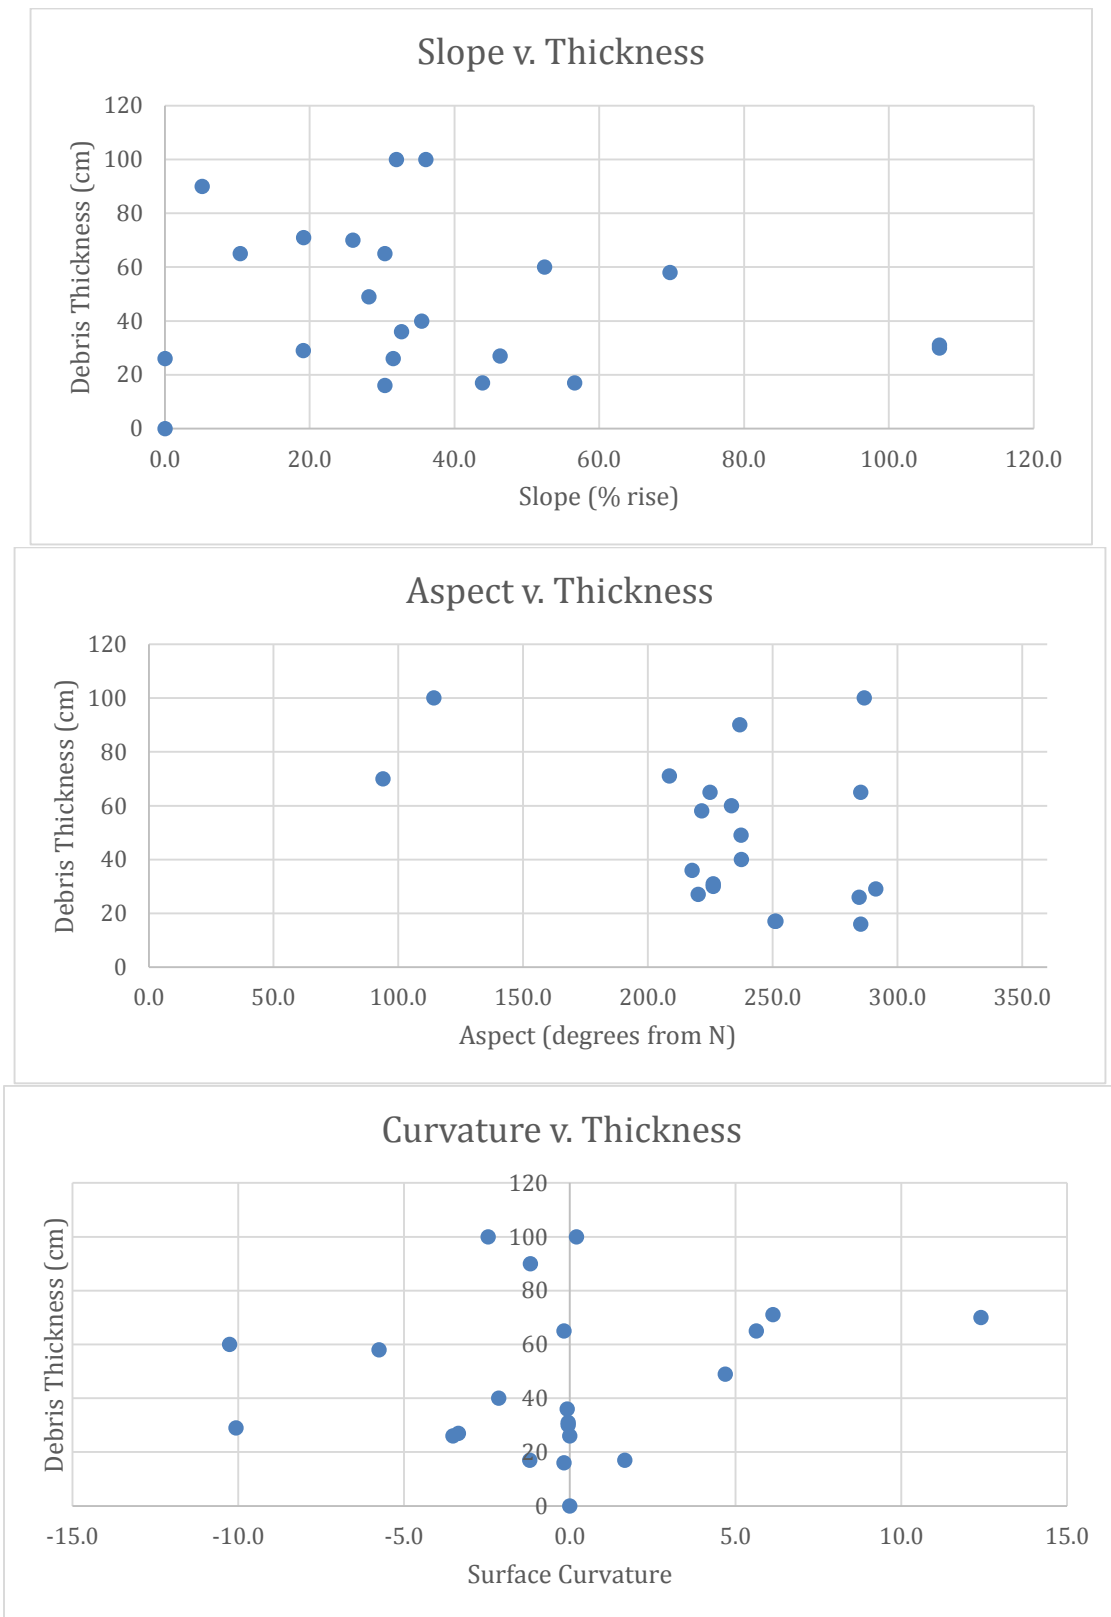 Slope v. Thickness
Debris Thickness (cm)
120
100
80
60
40
20
0
0.0 20.0 40.0 60.0 80.0 100.0 120.0
Slope (% rise)
Aspect v. Thickness
Debris Thickness (cm)
120
100
80
60
40
20
0
0.0 50.0 100.0 150.0 200.0 250.0 300.0 350.0
Aspect (degrees from N)
Curvature v. Thickness
Debris Thickness (cm)
120
100
80
60
40
20
0
-15.0 -10.0 -5.0 0.0 5.0 10.0 15.0
Surface Curvature